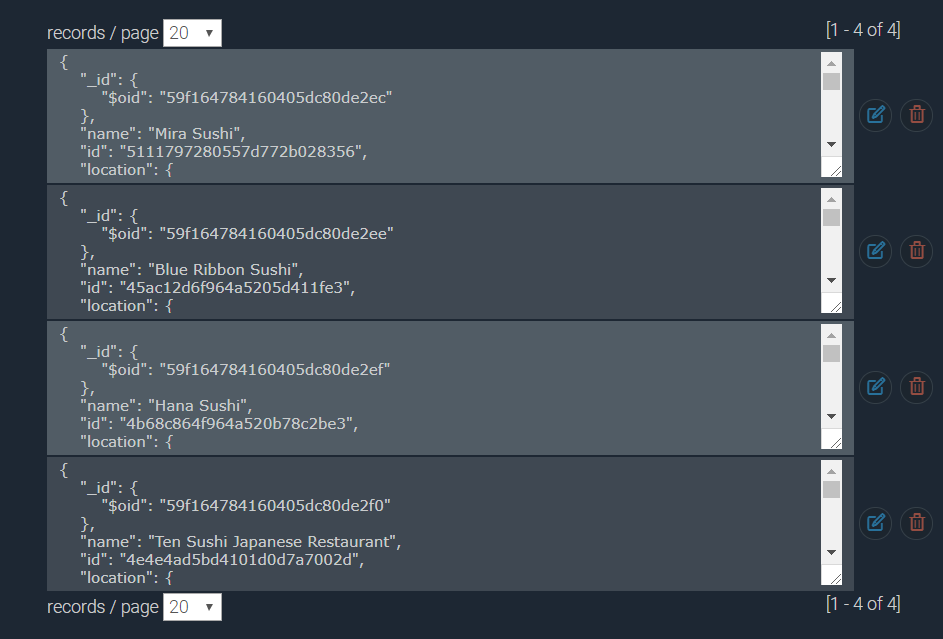 records / page 20 [1 - 4 of 4]
{
"_id": {
"$oid": "59f164784160405dc80de2ec"
},
"name": "Mira Sushi",
"id": "5111797280557d772b028356",
"location": {
{
"_id": {
"$oid": "59f164784160405dc80de2ee"
},
"name": "Blue Ribbon Sushi",
"id": "45ac12d6f964a5205d411fe3",
"location": {
{
"_id": {
"$oid": "59f164784160405dc80de2ef"
},
"name": "Hana Sushi",
"id": "4b68c864f964a520b78c2be3",
"location": {
{
"_id": {
"$oid": "59f164784160405dc80de2f0"
},
"name": "Ten Sushi Japanese Restaurant",
"id": "4e4e4ad5bd4101d0d7a7002d",
"location": {
records / page 20 [1 - 4 of 4]